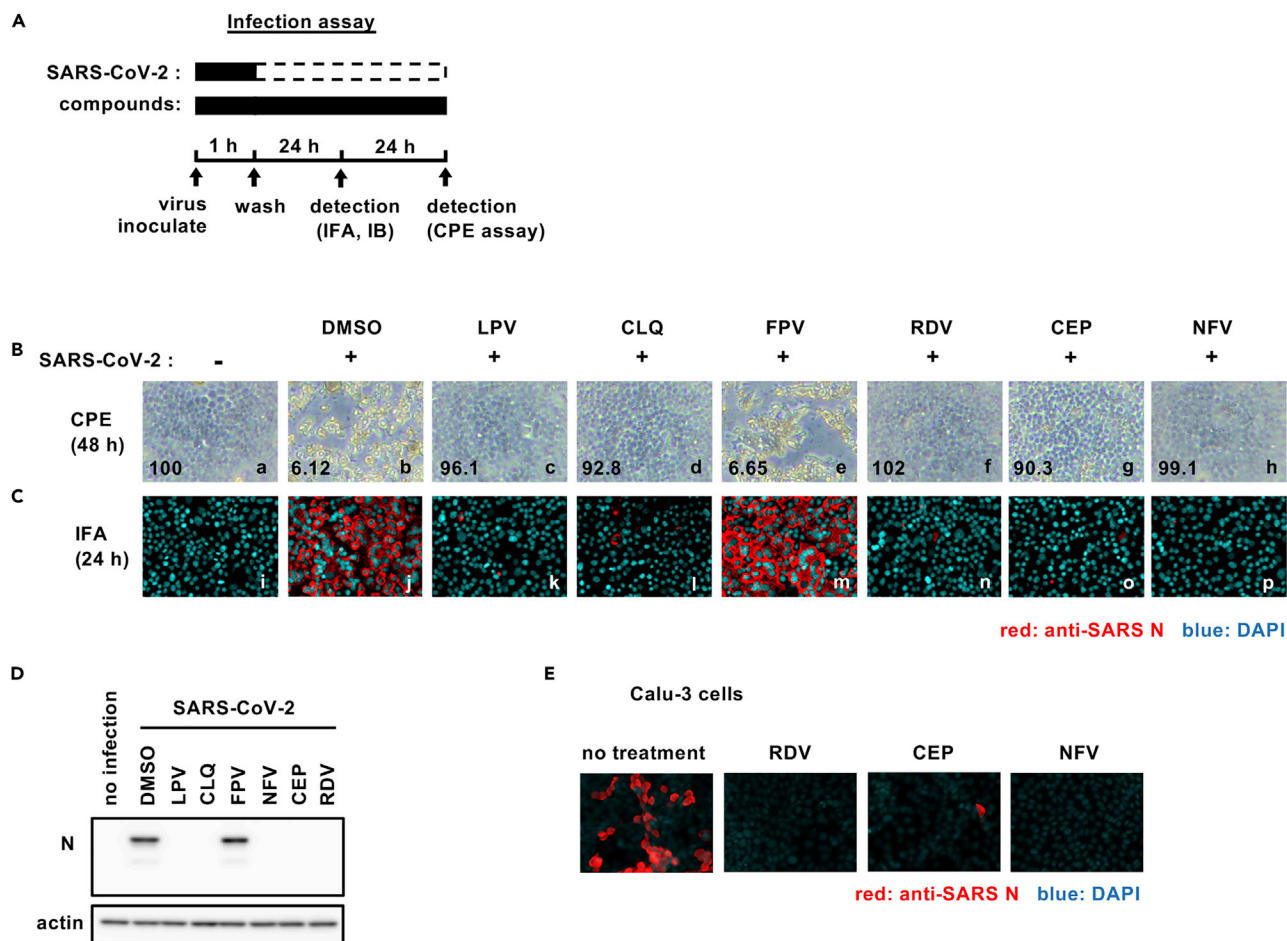 A
Infection assay
SARS-CoV-2 :
compounds:
1 h 24 h 24 h
virus inoculate
wash
detection (IFA, IB)
detection (CPE assay)
DMSO LPV CLQ FPV RDV CEP NFV
B
SARS-CoV-2 : - + + + + + + +
CPE (48 h)
100 a 6.12 b 96.1 c 92.8 d 6.65 e 102 f 90.3 g 99.1 h
C
IFA (24 h)
i j k l m n o p
red: anti-SARS N blue: DAPI
D
SARS-CoV-2
no infection DMSO LPV CLQ FPV NFV CEP RDV
N
actin
E
Calu-3 cells
no treatment RDV CEP NFV
red: anti-SARS N blue: DAPI